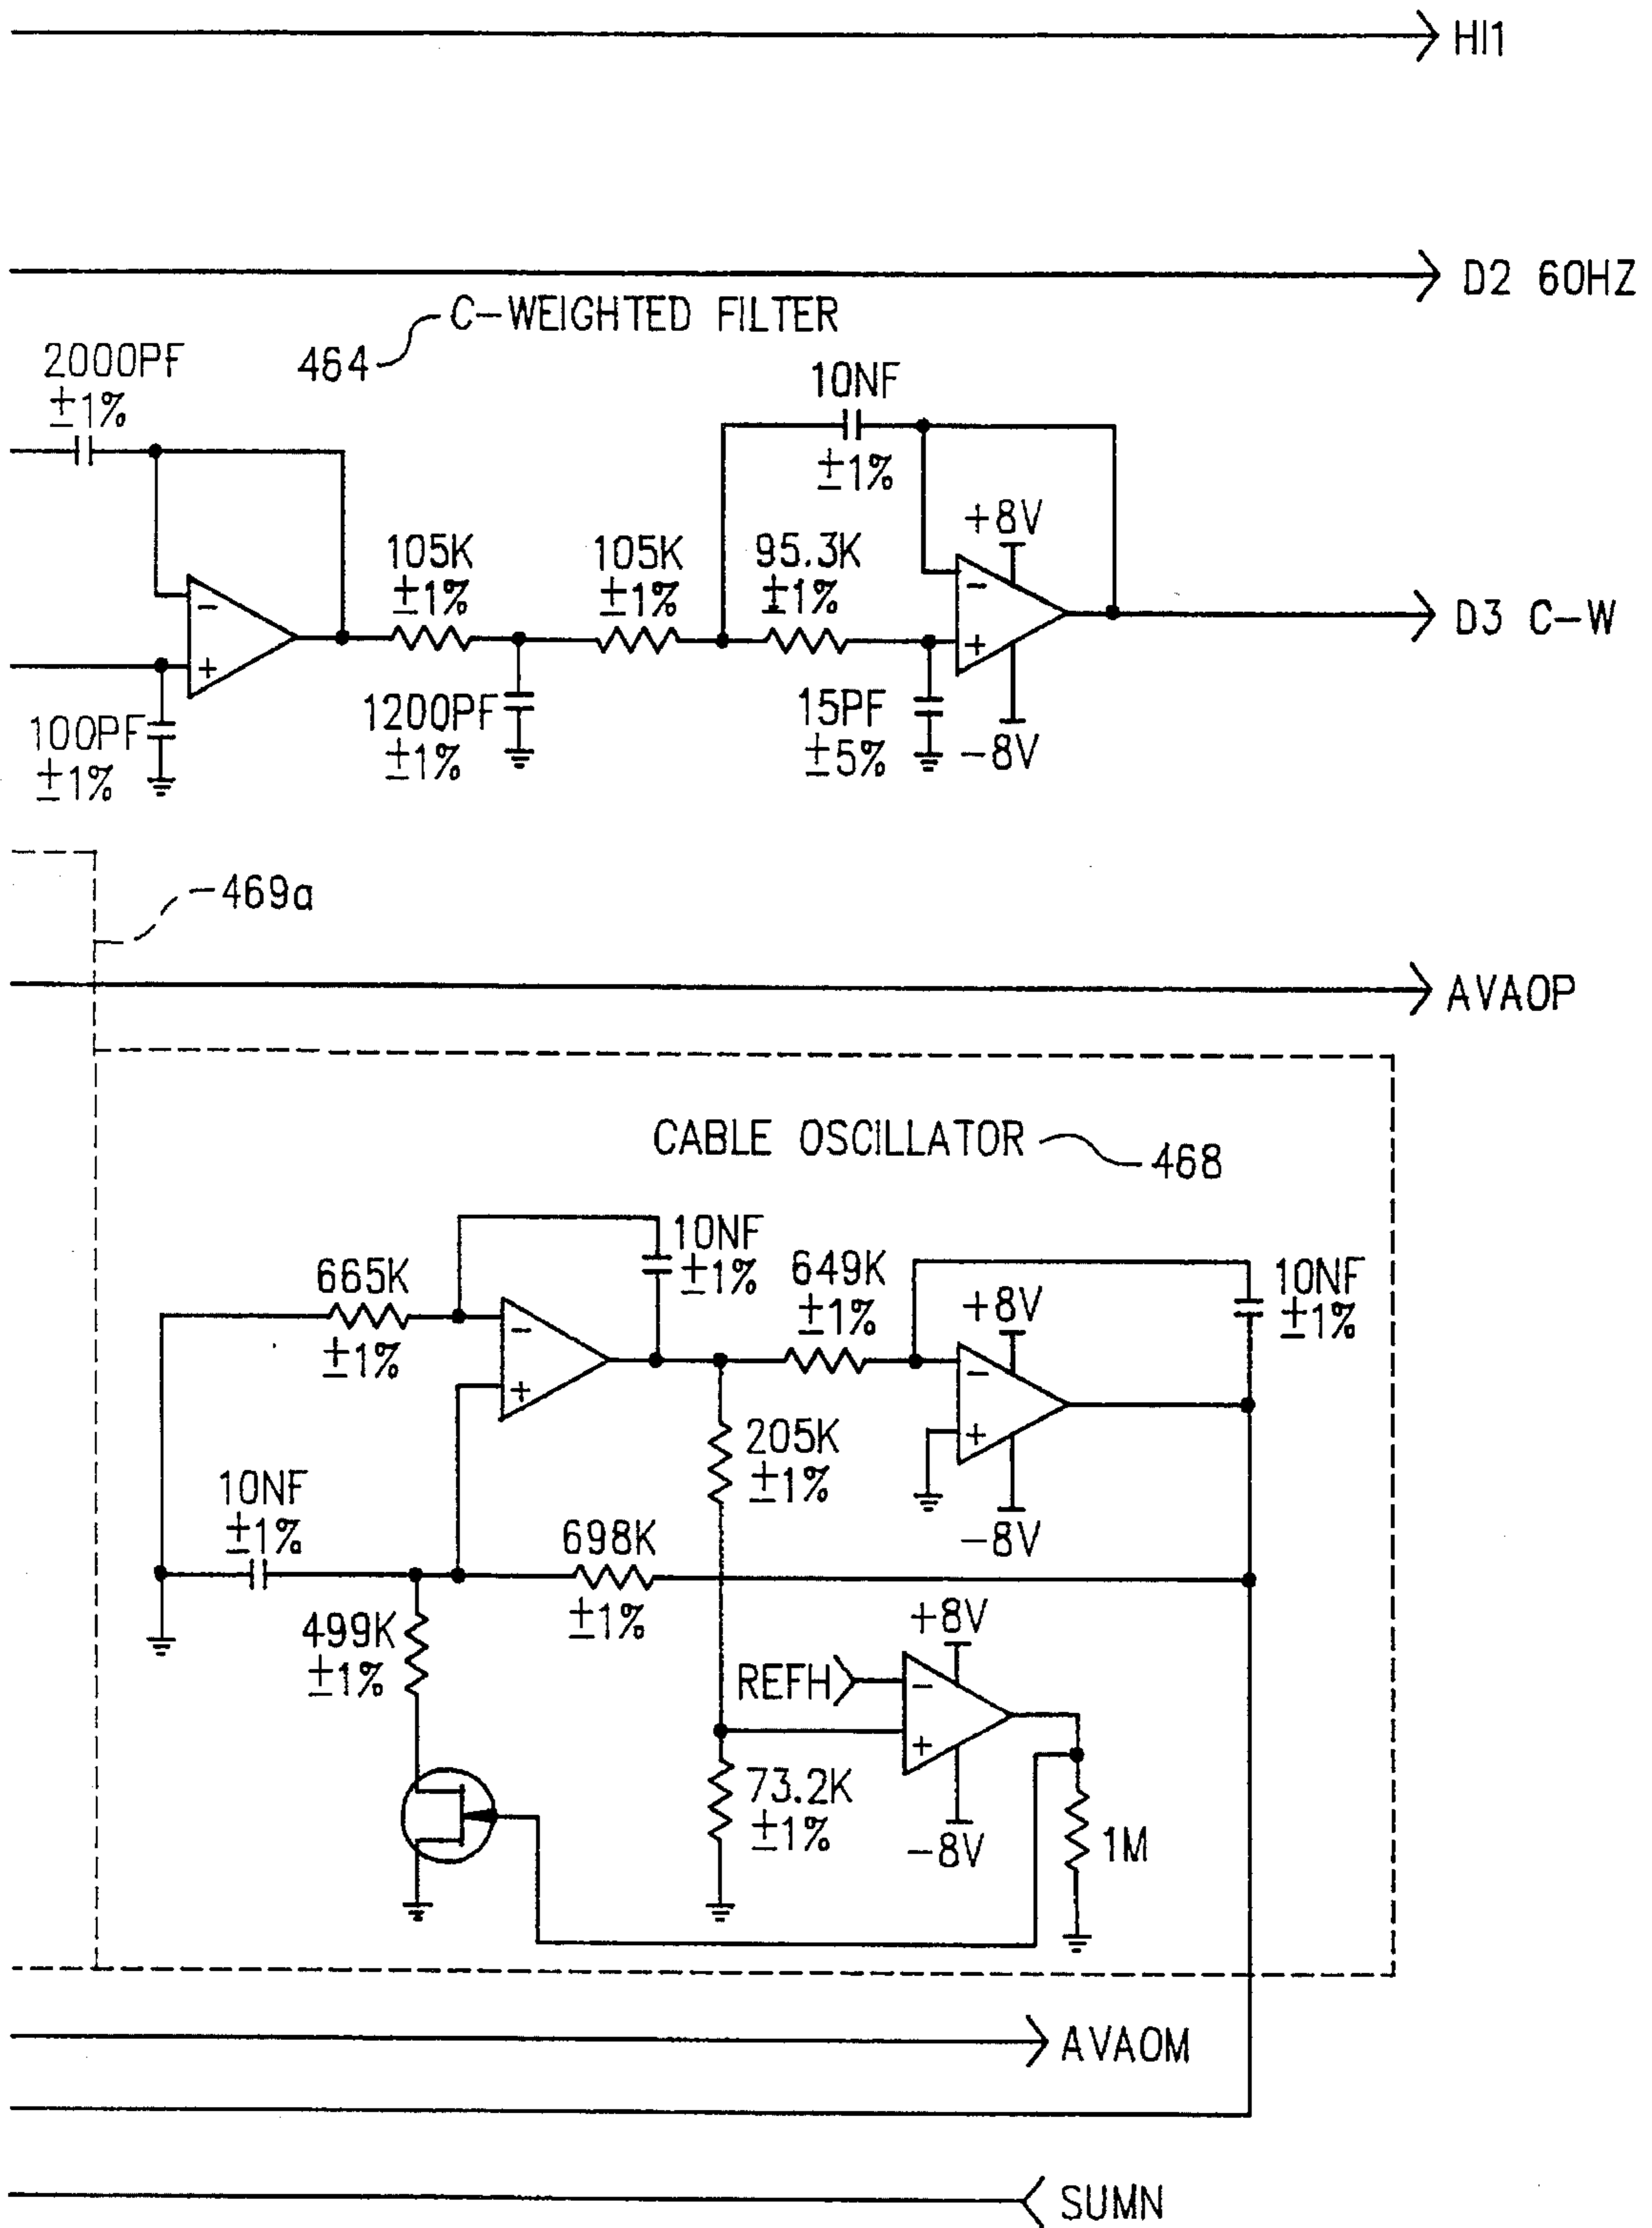 HI1
D2 60HZ
C-WEIGHTED FILTER
464
2000PF
±1%
10NF
±1%
+8V
105K
±1%
105K
±1%
95.3K
±1%
−
+
−
+
D3 C-W
100PF
±1%
1200PF
±1%
15PF
±5%
-8V
469a
AVAOP
CABLE OSCILLATOR
468
665K
±1%
10NF
±1%
649K
±1%
+8V
10NF
±1%
−
+
−
+
205K
±1%
-8V
10NF
±1%
698K
±1%
499K
±1%
+8V
REFH
−
+
73.2K
±1%
-8V
1M
AVAOM
SUMN